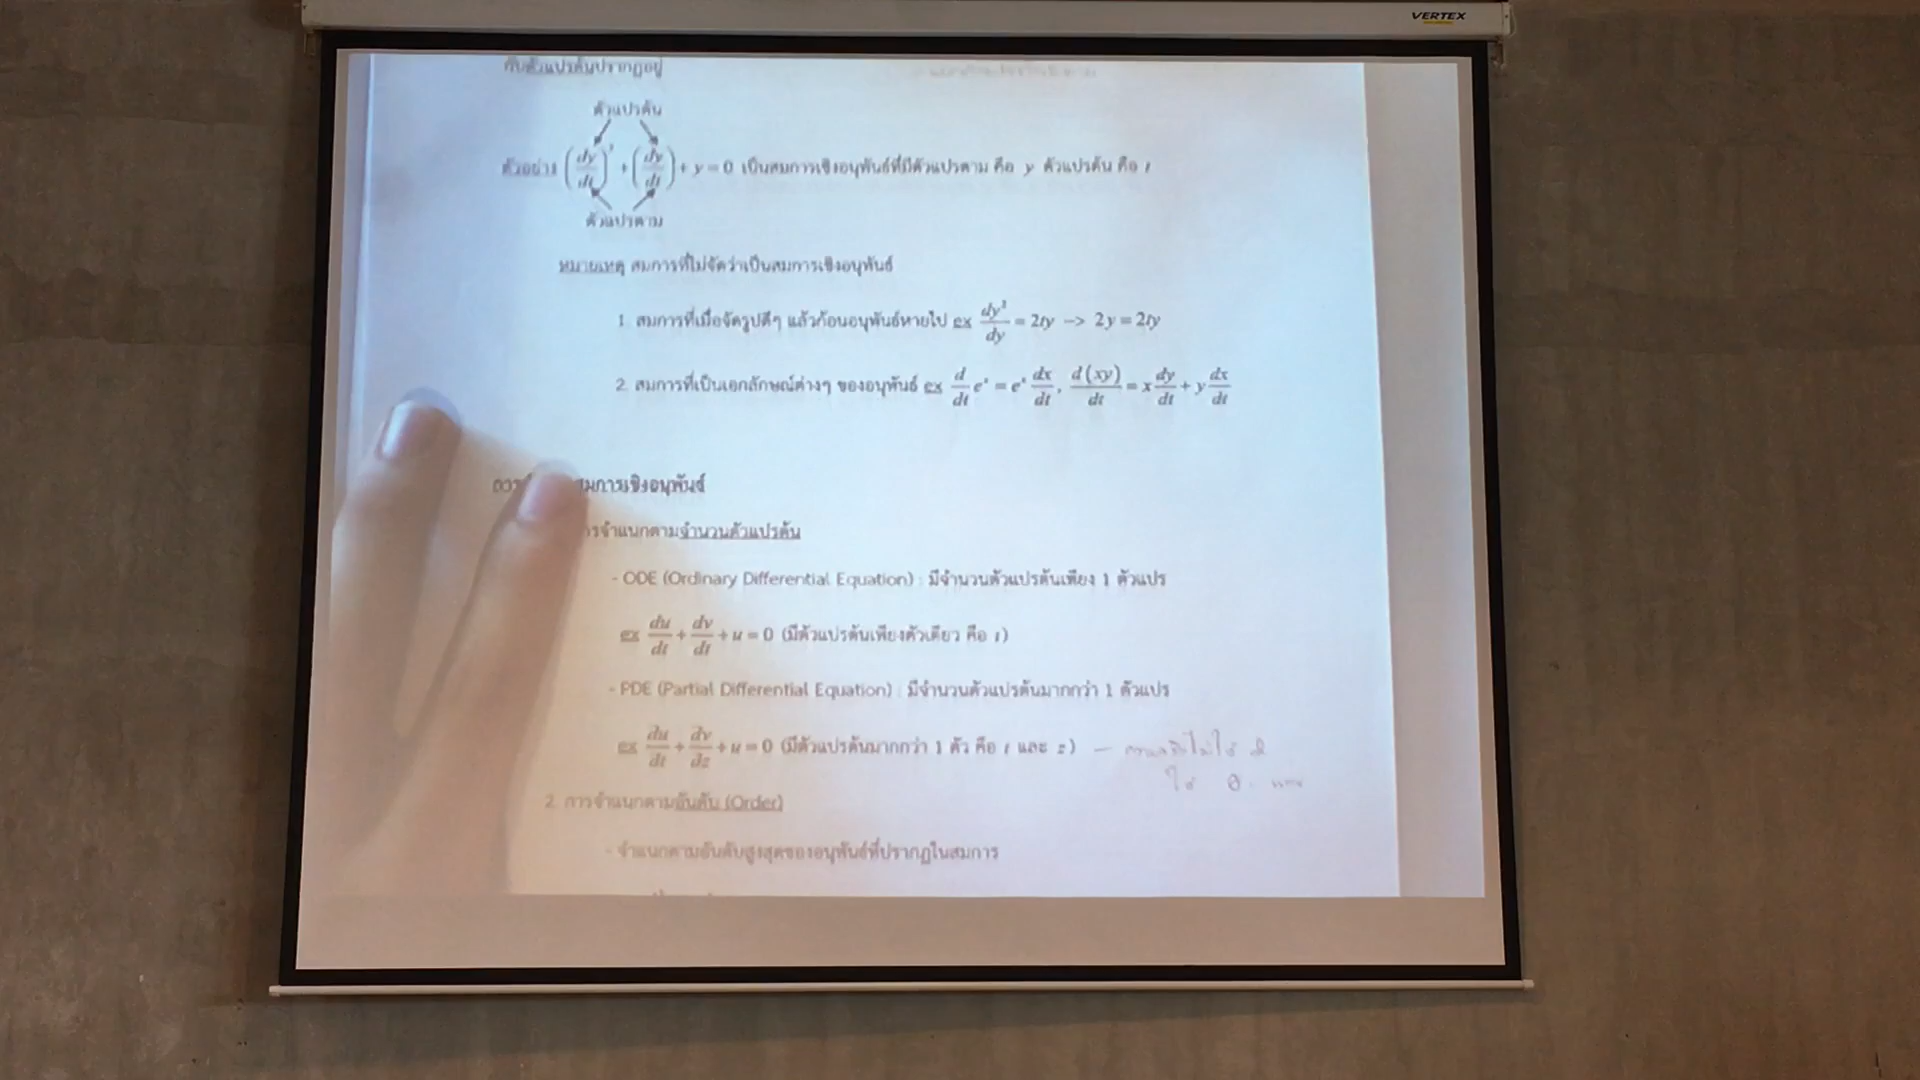 VERTEX
กับตัวแปรต้นปรากฏอยู่
ตัวแปรต้น
ตัวอย่าง (dy/dt)³ + (dy/dt) + y = 0 เป็นสมการเชิงอนุพันธ์ที่มีตัวแปรตาม คือ y ตัวแปรต้น คือ t
ตัวแปรตาม
หมายเหตุ สมการที่ไม่จัดว่าเป็นสมการเชิงอนุพันธ์
1. สมการที่เมื่อจัดรูปดีๆ แล้วก้อนอนุพันธ์หายไป ex dy²/dy = 2ty --> 2y = 2ty
2. สมการที่เป็นเอกลักษณ์ต่างๆ ของอนุพันธ์ ex d/dt eˣ = eˣ dx/dt, d(xy)/dt = x dy/dt + y dx/dt
สมการเชิงอนุพันธ์
ารจำแนกตามจำนวนตัวแปรต้น
- ODE (Ordinary Differential Equation) : มีจำนวนตัวแปรต้นเพียง 1 ตัวแปร
ex du/dt + dv/dt + u = 0 (มีตัวแปรต้นเพียงตัวเดียว คือ t)
- PDE (Partial Differential Equation) : มีจำนวนตัวแปรต้นมากกว่า 1 ตัวแปร
ex ∂u/∂t + ∂v/∂z + u = 0 (มีตัวแปรต้นมากกว่า 1 ตัว คือ t และ z)
2. การจำแนกตามอันดับ (Order)
- จำแนกตามอันดับสูงสุดของอนุพันธ์ที่ปรากฏในสมการ